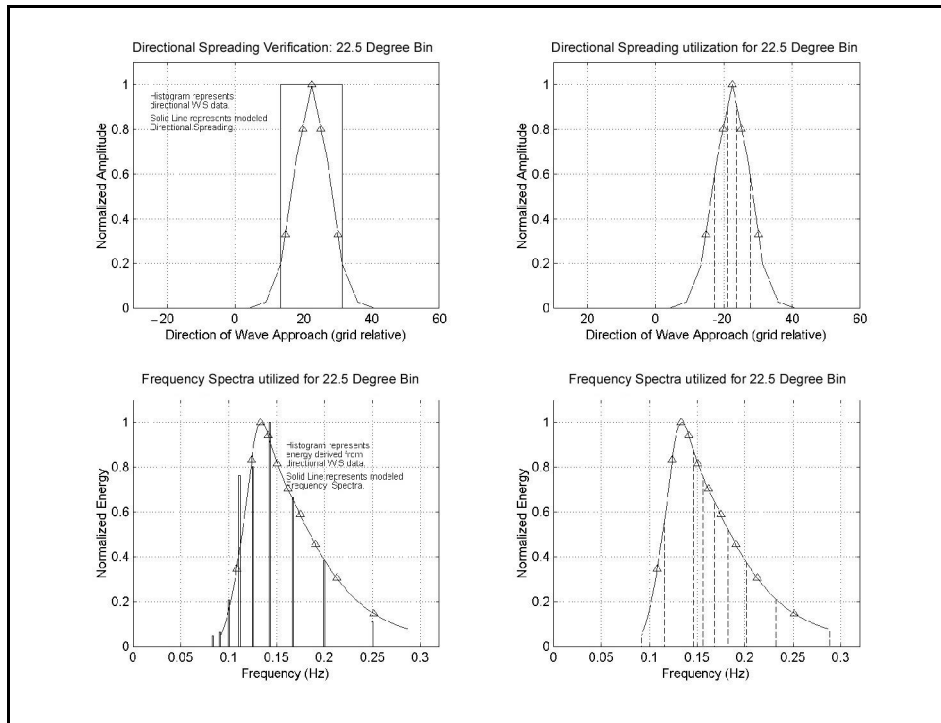 Directional Spreading Verification: 22.5 Degree Bin
Normalized Amplitude
1
0.8
0.6
0.4
0.2
0
Histogram represents
directional WIS data.
Solid Line represents modeled
Directional Spreading.
−20
0
20
40
60
Direction of Wave Approach (grid relative)
Directional Spreading utilization for 22.5 Degree Bin
Normalized Amplitude
1
0.8
0.6
0.4
0.2
0
20
0
-20
40
60
Direction of Wave Approach (grid relative)
Frequency Spectra utilized for 22.5 Degree Bin
Normalized Energy
1
0.8
0.6
0.4
0.2
0
Histogram represents
energy derived from
directional WIS data.
Solid Line represents modeled
Frequency Spectra.
0
0.05
0.1
0.15
0.2
0.25
0.3
Frequency (Hz)
Frequency Spectra utilized for 22.5 Degree Bin
Normalized Energy
1
0.8
0.6
0.4
0.2
0
0
0.05
0.1
0.15
0.2
0.25
0.3
Frequency (Hz)